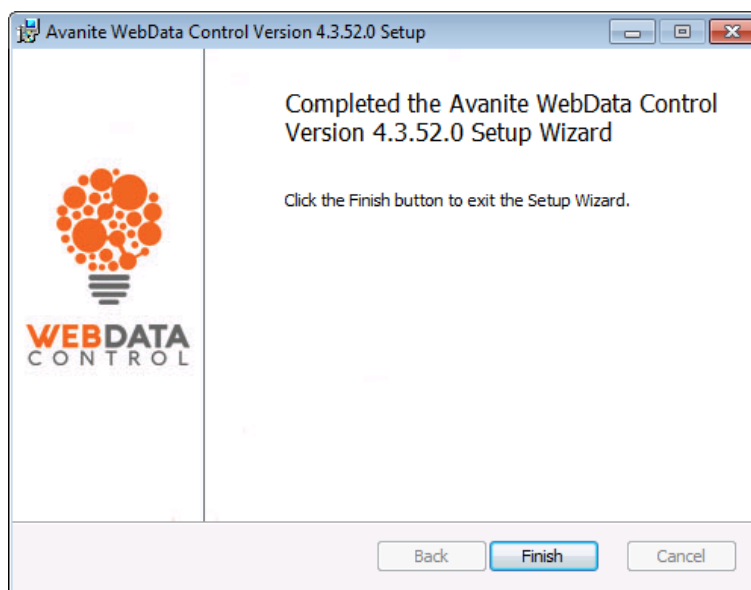 Avanite WebData Control Version 4.3.52.0 Setup
Completed the Avanite WebData Control
Version 4.3.52.0 Setup Wizard
Click the Finish button to exit the Setup Wizard.
WEBDATA
CONTROL
Back Finish Cancel